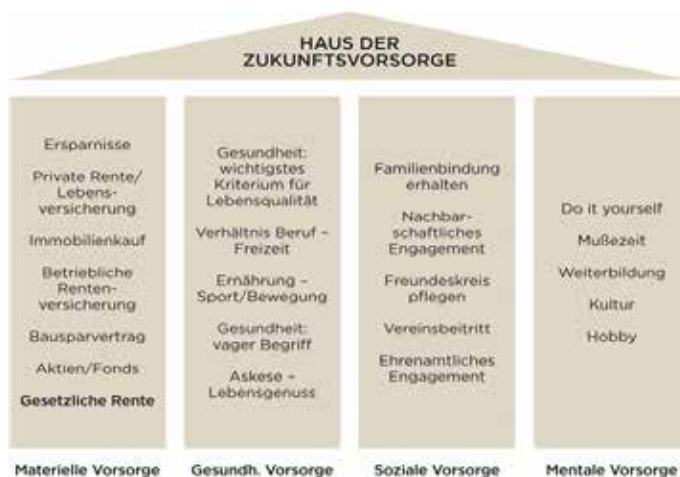 HAUS DER
ZUKUNFTSVORSORGE
Ersparnisse
Private Rente/
Lebens-
versicherung
Immobilienkauf
Betriebliche
Renten-
versicherung
Bausparvertrag
Aktien/Fonds
Gesetzliche Rente
Materielle Vorsorge
Gesundheit:
wichtigstes
Kriterium für
Lebensqualität
Verhältnis Beruf –
Freizeit
Ernährung –
Sport/Bewegung
Gesundheit:
vager Begriff
Askese –
Lebensgenuss
Gesundh. Vorsorge
Familienbindung
erhalten
Nachbar-
schaftliches
Engagement
Freundeskreis
pflegen
Vereinsbeitritt
Ehrenamtliches
Engagement
Soziale Vorsorge
Do it yourself
Mußezeit
Weiterbildung
Kultur
Hobby
Mentale Vorsorge